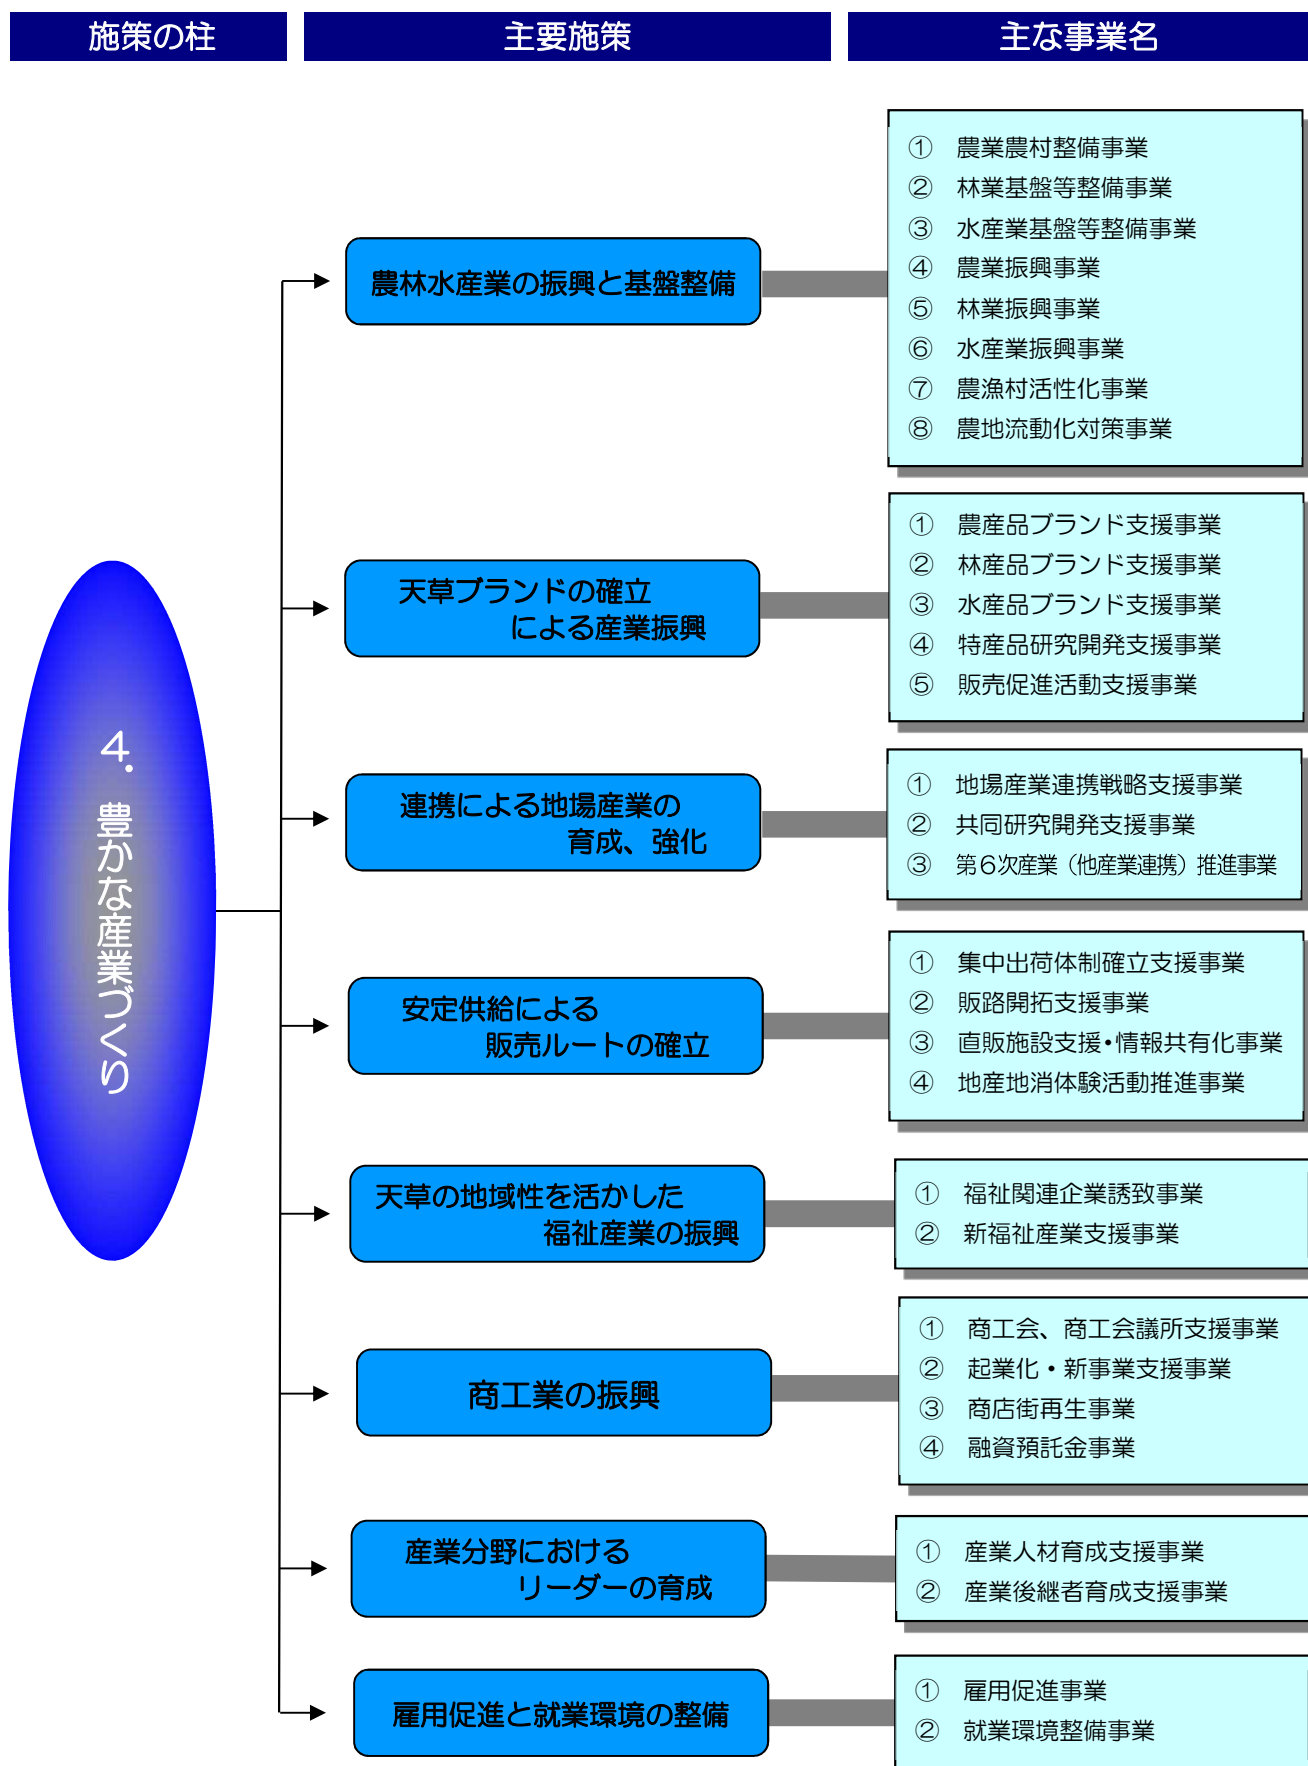 施策の柱
主要施策
主な事業名
4. 豊かな産業づくり
農林水産業の振興と基盤整備
① 農業農村整備事業
② 林業基盤等整備事業
③ 水産業基盤等整備事業
④ 農業振興事業
⑤ 林業振興事業
⑥ 水産業振興事業
⑦ 農漁村活性化事業
⑧ 農地流動化対策事業
天草ブランドの確立
による産業振興
① 農産品ブランド支援事業
② 林産品ブランド支援事業
③ 水産品ブランド支援事業
④ 特産品研究開発支援事業
⑤ 販売促進活動支援事業
連携による地場産業の
育成、強化
① 地場産業連携戦略支援事業
② 共同研究開発支援事業
③ 第6次産業（他産業連携）推進事業
安定供給による
販売ルートの確立
① 集中出荷体制確立支援事業
② 販路開拓支援事業
③ 直販施設支援・情報共有化事業
④ 地産地消体験活動推進事業
天草の地域性を活かした
福祉産業の振興
① 福祉関連企業誘致事業
② 新福祉産業支援事業
商工業の振興
① 商工会、商工会議所支援事業
② 起業化・新事業支援事業
③ 商店街再生事業
④ 融資預託金事業
産業分野における
リーダーの育成
① 産業人材育成支援事業
② 産業後継者育成支援事業
雇用促進と就業環境の整備
① 雇用促進事業
② 就業環境整備事業